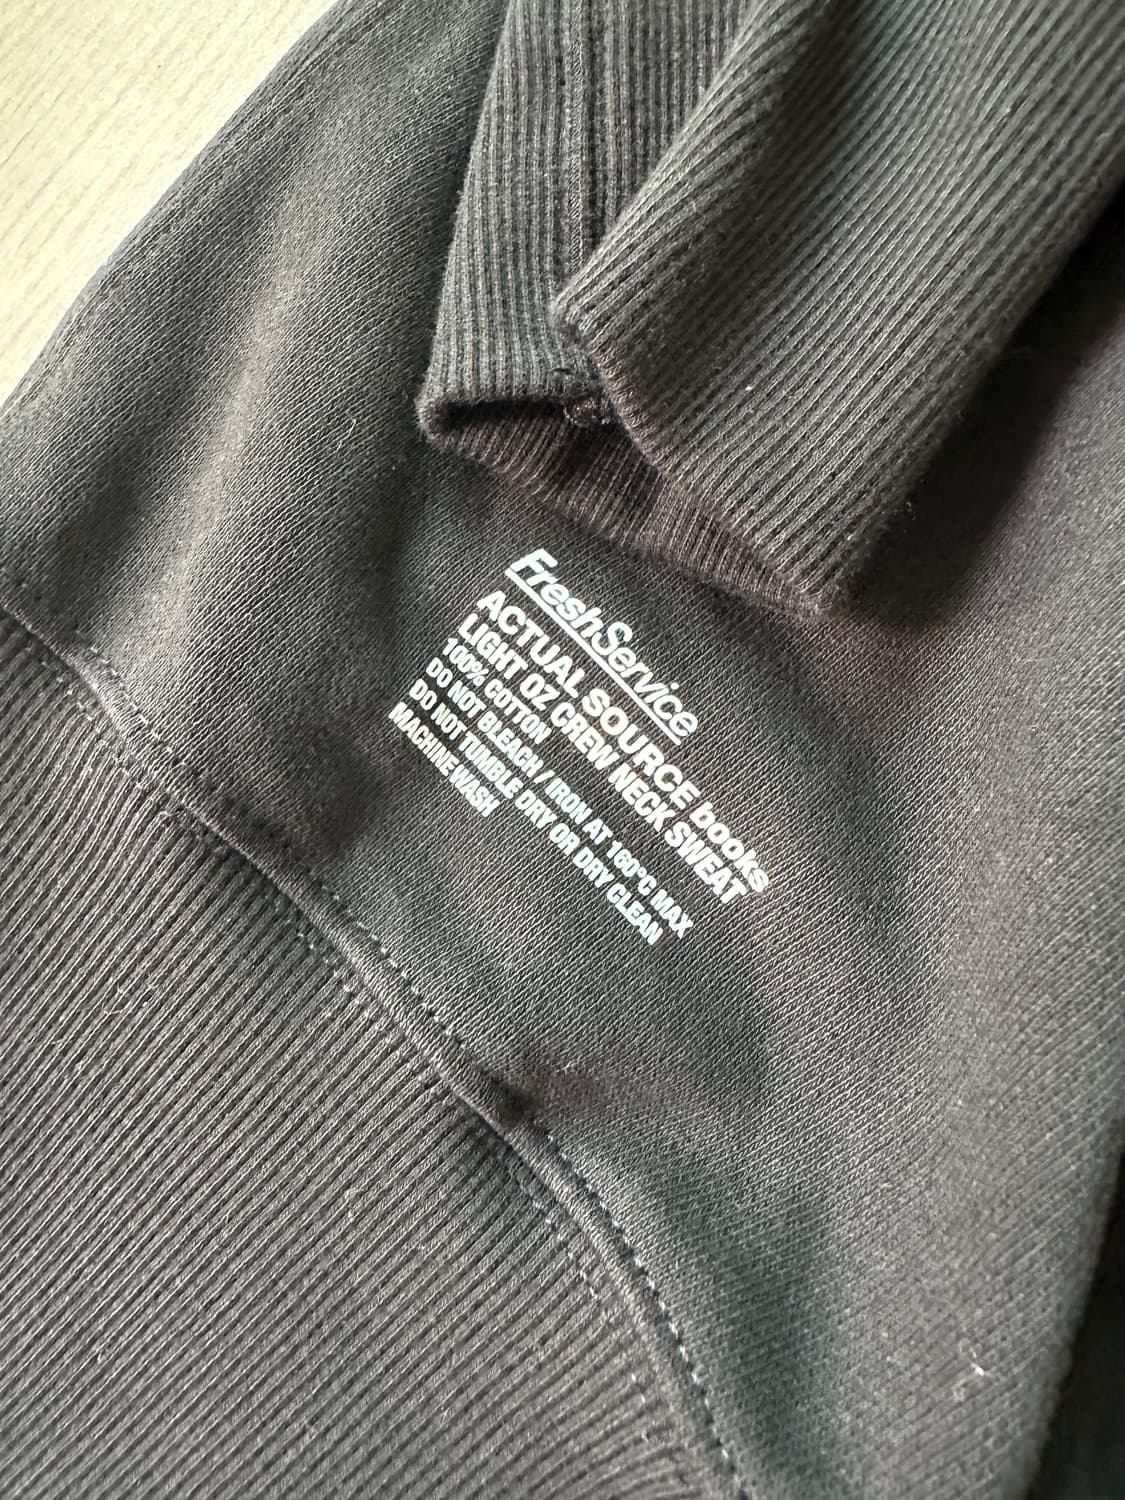 FreshService
ACTUAL SOURCE books
LIGHT OZ CREW NECK SWEAT
100% COTTON
DO NOT BLEACH / IRON AT 160°C MAX
DO NOT TUMBLE DRY OR DRY CLEAN
MACHINE WASH